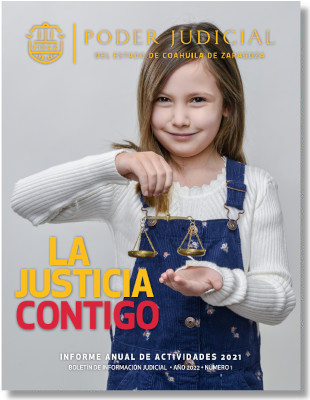 PODER JUDICIAL
DEL ESTADO DE COAHUILA DE ZARAGOZA
LA
JUSTICIA
CONTIGO
INFORME ANUAL DE ACTIVIDADES 2021
BOLETÍN DE INFORMACIÓN JUDICIAL • AÑO 2022 • NÚMERO 1